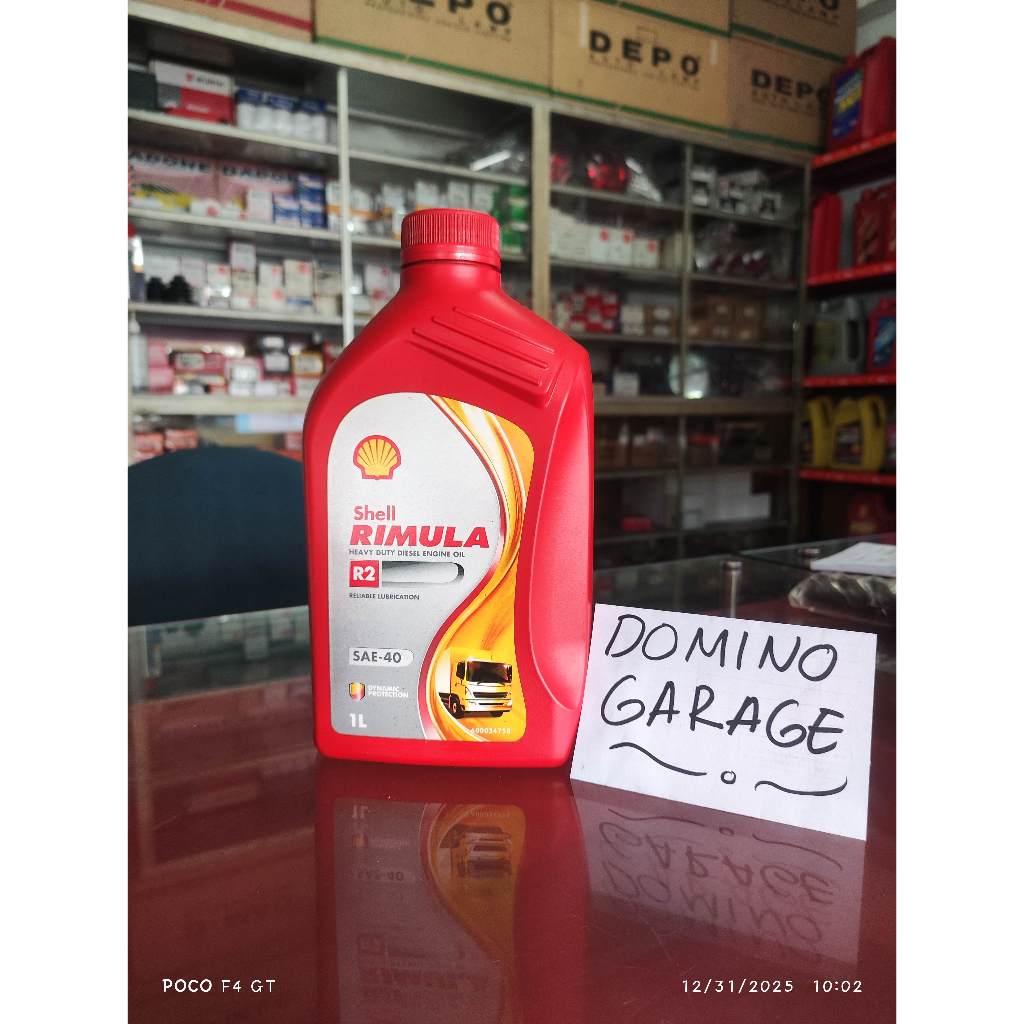 DEPO
DEPO
DEPO
Shell
RIMULA
HEAVY DUTY DIESEL ENGINE OIL
R2
RELIABLE LUBRICATION
SAE-40
DYNAMIC
PROTECTION
1L
DOMINO
GARAGE
POCO F4 GT
12/31/2025 10:02